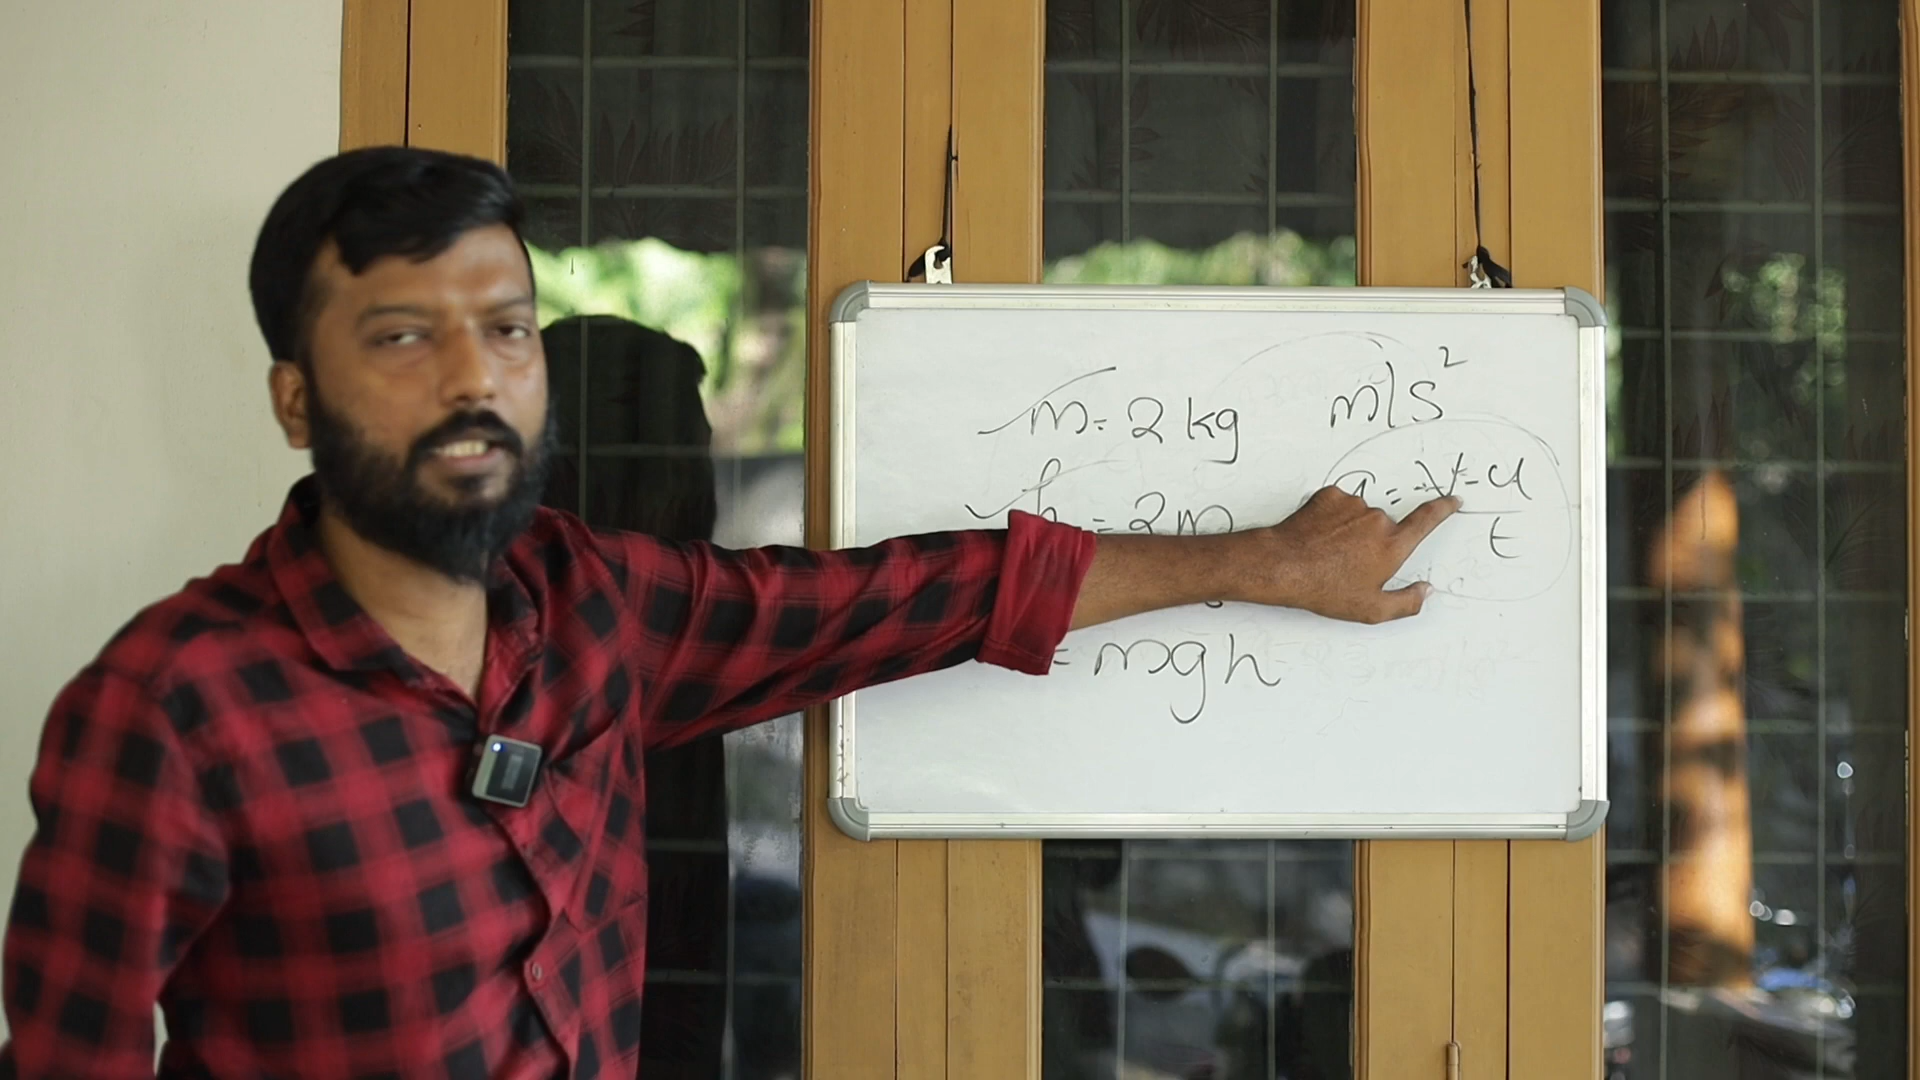 m = 2 kg
m/s²
h = 2m
a = v-u
t
= mgh